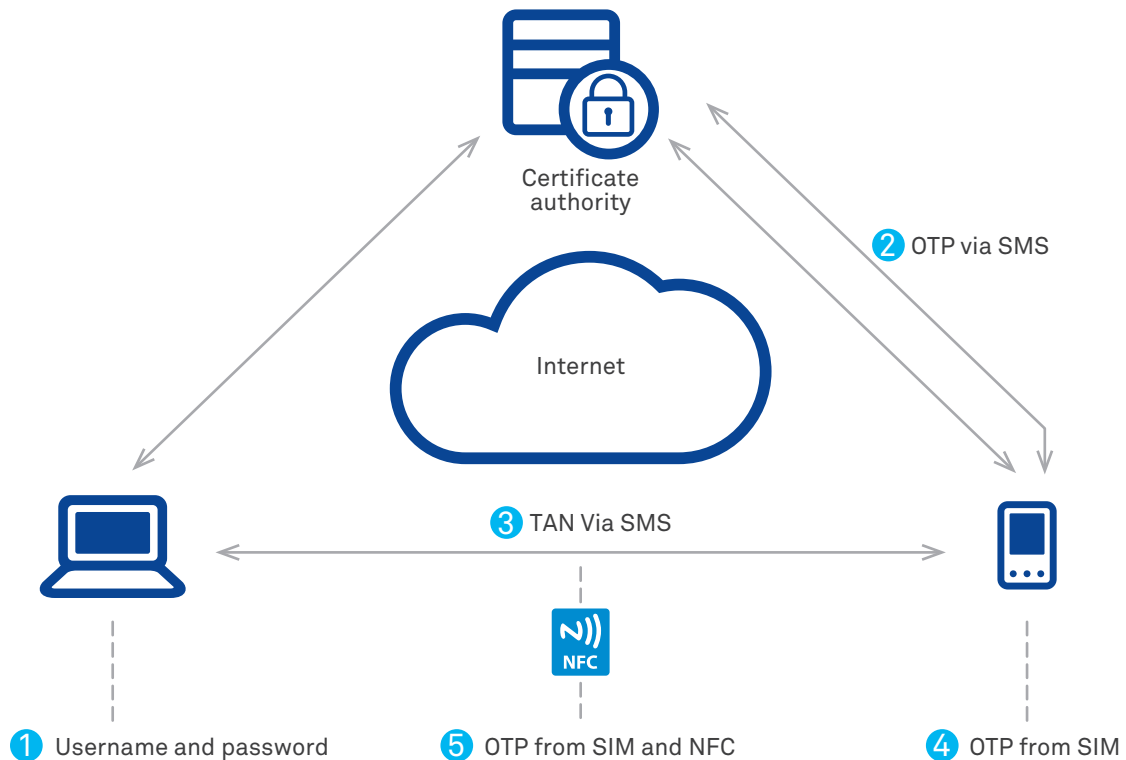 Certificate
authority
2 OTP via SMS
Internet
3 TAN Via SMS
N
NFC
1 Username and password
5 OTP from SIM and NFC
4 OTP from SIM